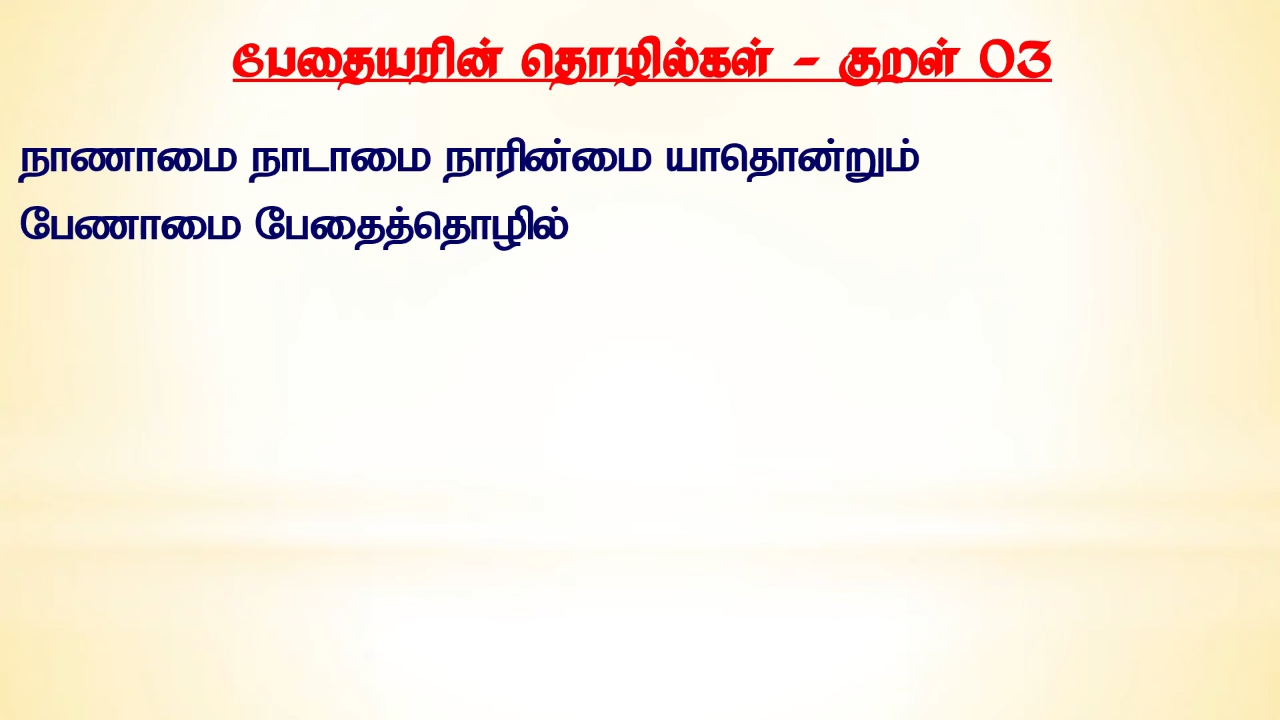 பேதையரின் தொழில்கள் - குறள் 03
நாணாமை நாடாமை நாரின்மை யாதொன்றும்
பேணாமை பேதைத்தொழில்